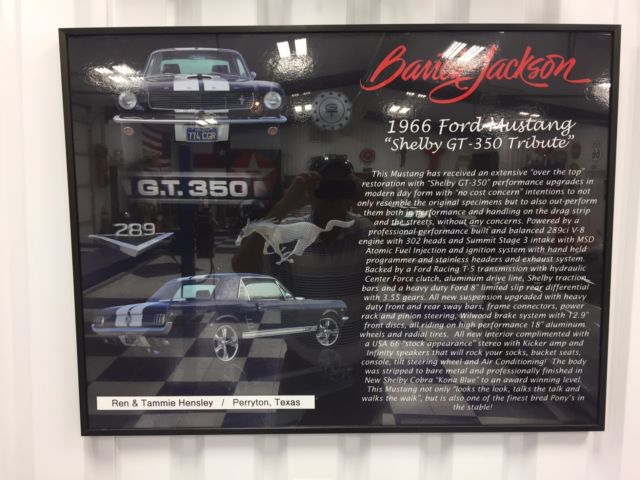 Barrett Jackson
1966 Ford Mustang
"Shelby GT-350 Tribute"
G.T. 350
289
This Mustang has received an extensive "over the top"
restoration with "Shelby GT-350" performance upgrades in
modern day form with "no cost concern" intentions to not
only resemble the original specimens but to also out-perform
them both in performance and handling on the drag strip
and the streets, without any concerns. Powered by a
professional performance built and balanced 289ci V-8
engine with 302 heads and Summit Stage 3 intake with MSD
Atomic Fuel Injection and ignition system with hand held
programmer and stainless headers and exhaust system.
Backed by a Ford Racing T-5 transmission with hydraulic
Center Force clutch, aluminum drive line, Shelby traction
bars and a heavy duty Ford 8" limited slip rear differential
with 3.55 gears. All new suspension upgraded with heavy
duty front and rear sway bars, frame connectors, power
rack and pinion steering, Wilwood brake system with 12.9"
front discs, all riding on high performance 18" aluminum
wheels and radial tires. All new interior complimented with
a USA 66 "stock appearance" stereo with Kicker amp and
Infinity speakers that will rock your socks, bucket seats,
console, tilt steering wheel and Air Conditioning! The body
was stripped to bare metal and professionally finished in
New Shelby Cobra "Kona Blue" to an award winning level.
This Mustang not only "looks the look, talks the talk and
walks the walk", but is also one of the finest bred Pony's in
the stable!
Ren & Tammie Hensley / Perryton, Texas